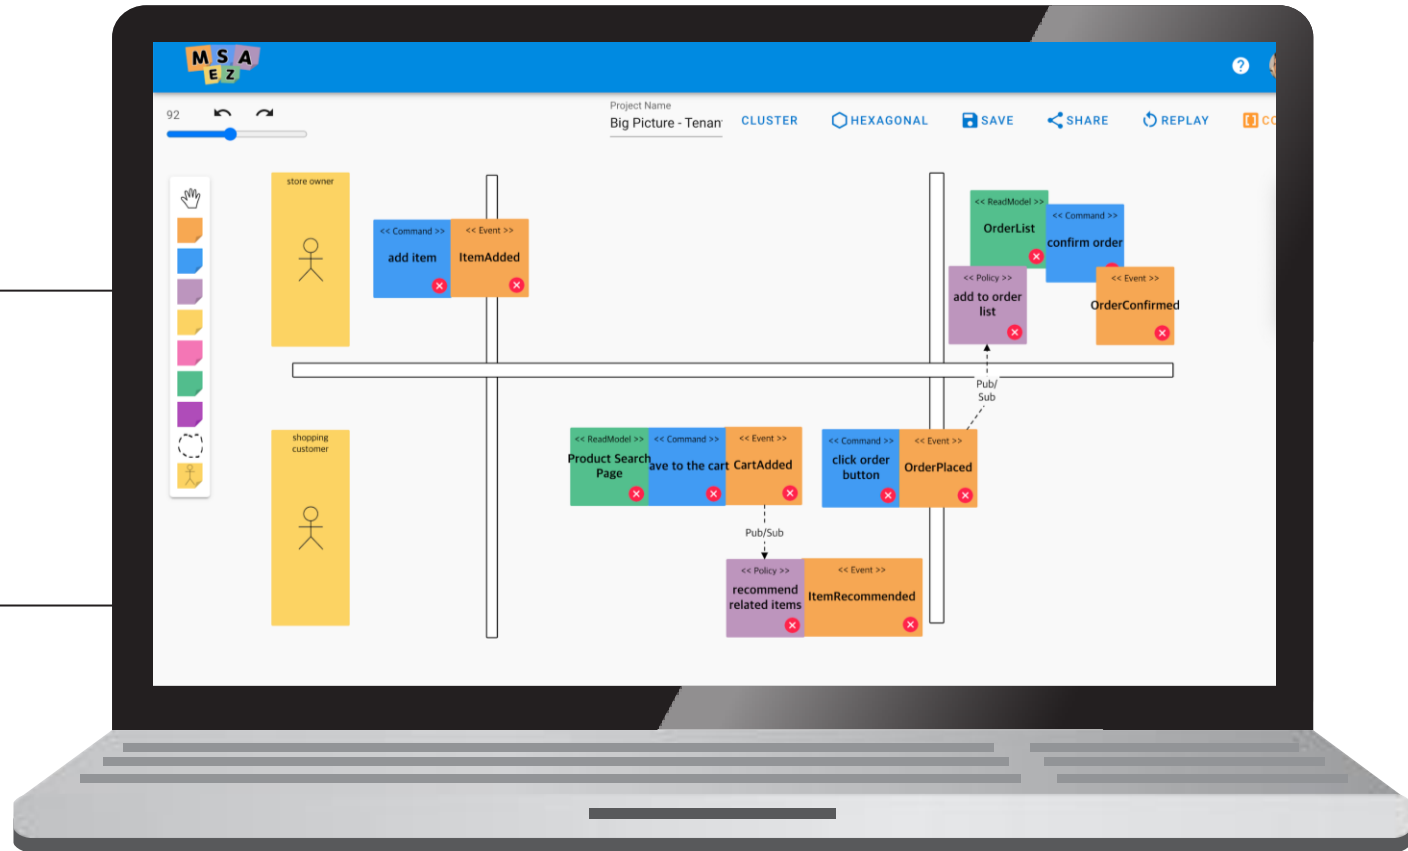 M S A
E Z
92
Project Name
Big Picture - Tenan
CLUSTER
HEXAGONAL
SAVE
SHARE
REPLAY
CO
store owner
<< Command >>
add item
<< Event >>
ItemAdded
<< ReadModel >>
OrderList
<< Command >>
confirm order
<< Policy >>
add to order
list
<< Event >>
OrderConfirmed
Pub/
Sub
shopping
customer
<< ReadModel >>
Product Search
Page
<< Command >>
ave to the cart
<< Event >>
CartAdded
<< Command >>
click order
button
<< Event >>
OrderPlaced
Pub/Sub
<< Policy >>
recommend
related items
<< Event >>
ItemRecommended